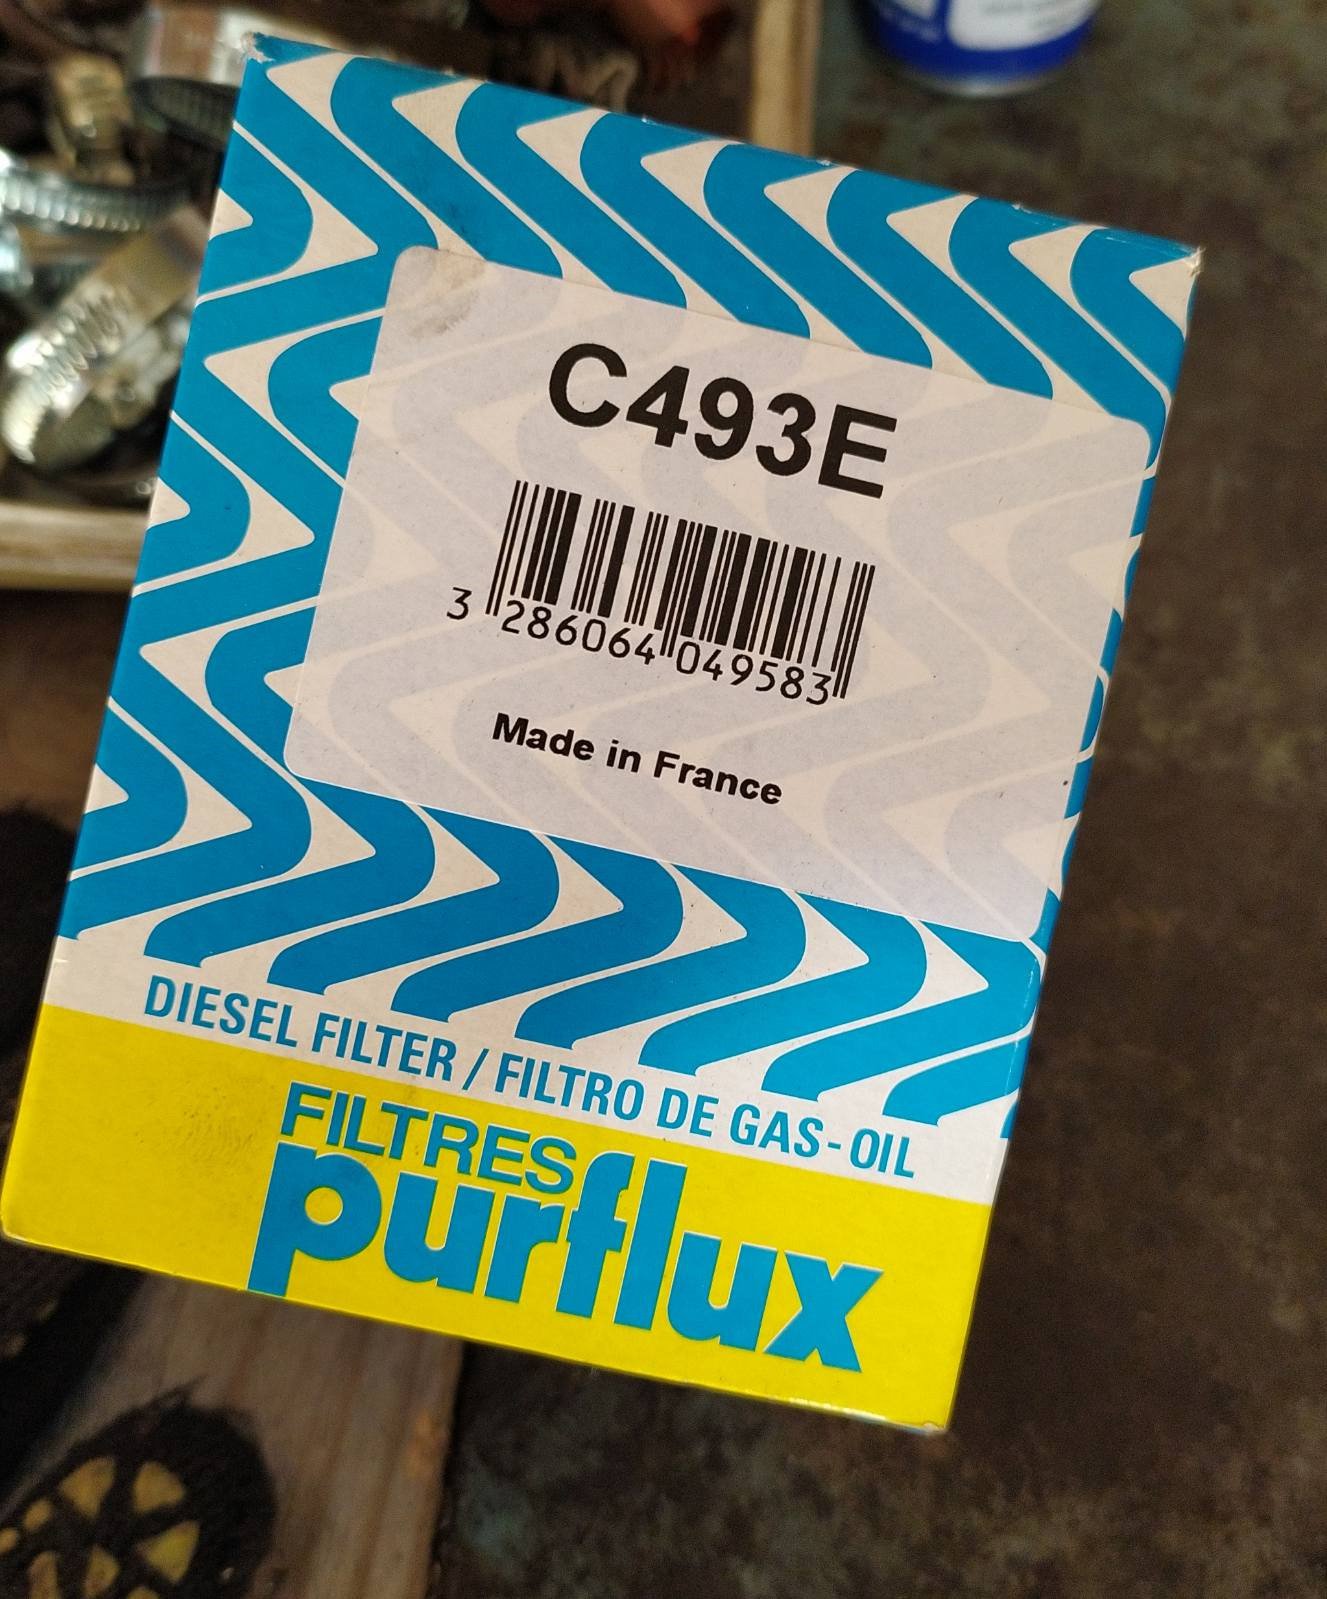 C493E
3 286064 049583
Made in France
DIESEL FILTER / FILTRO DE GAS-OIL
FILTRES
purflux